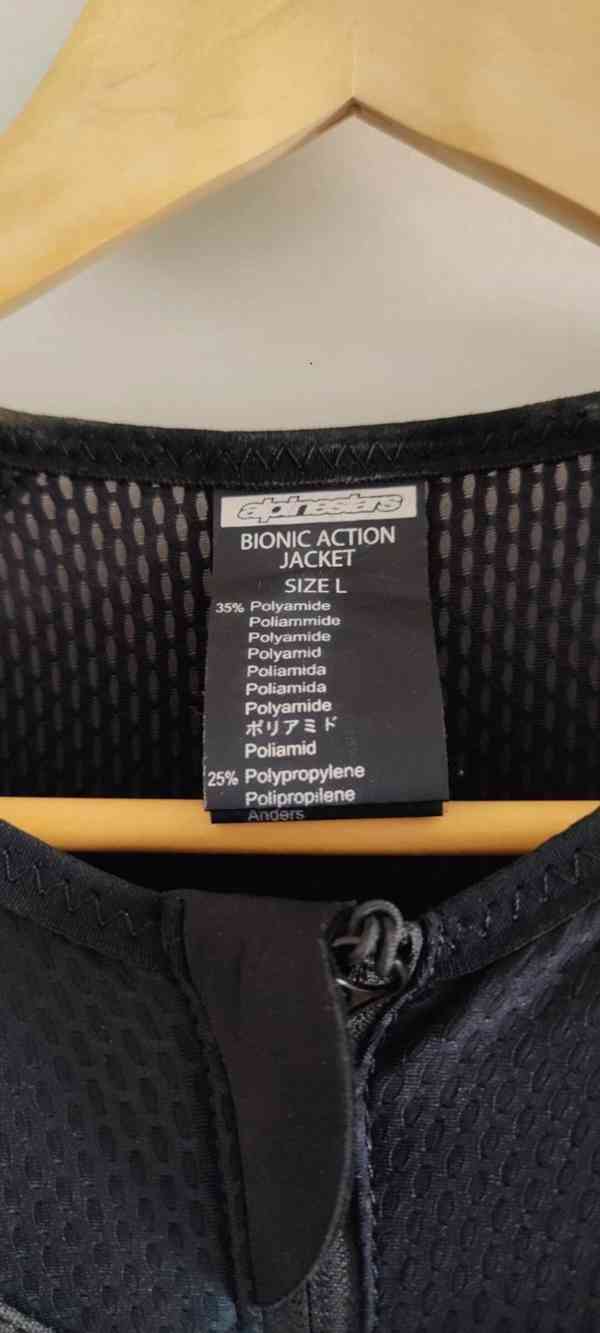 alpinestars
BIONIC ACTION
JACKET
SIZE L
35% Polyamide
Poliammide
Polyamide
Polyamid
Poliamida
Poliamida
Polyamide
ポリアミド
Poliamid
25% Polypropylene
Polipropilene
Anders